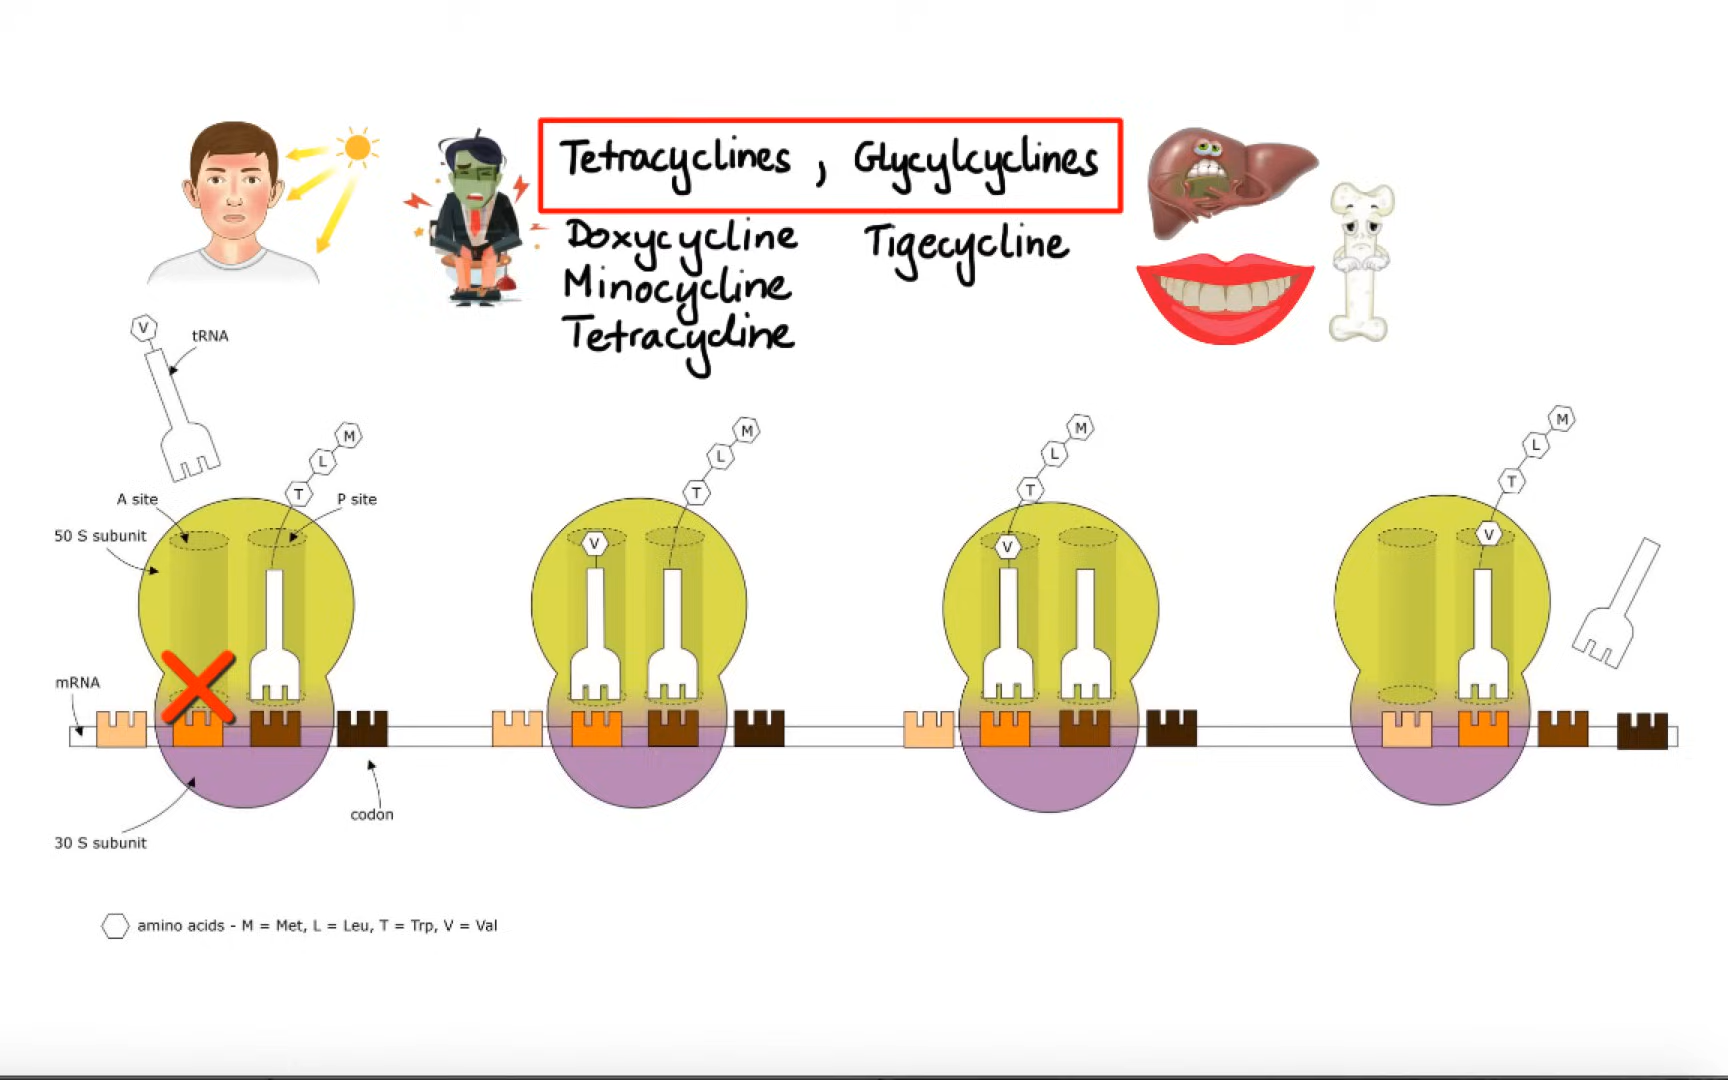 Tetracyclines, Glycylcyclines
Doxycycline
Tigecycline
Minocycline
Tetracycline
V
tRNA
M
L
T
A site
P site
50 S subunit
mRNA
codon
30 S subunit
M
L
T
V
M
L
T
V
M
L
T
V
amino acids - M = Met, L = Leu, T = Trp, V = Val